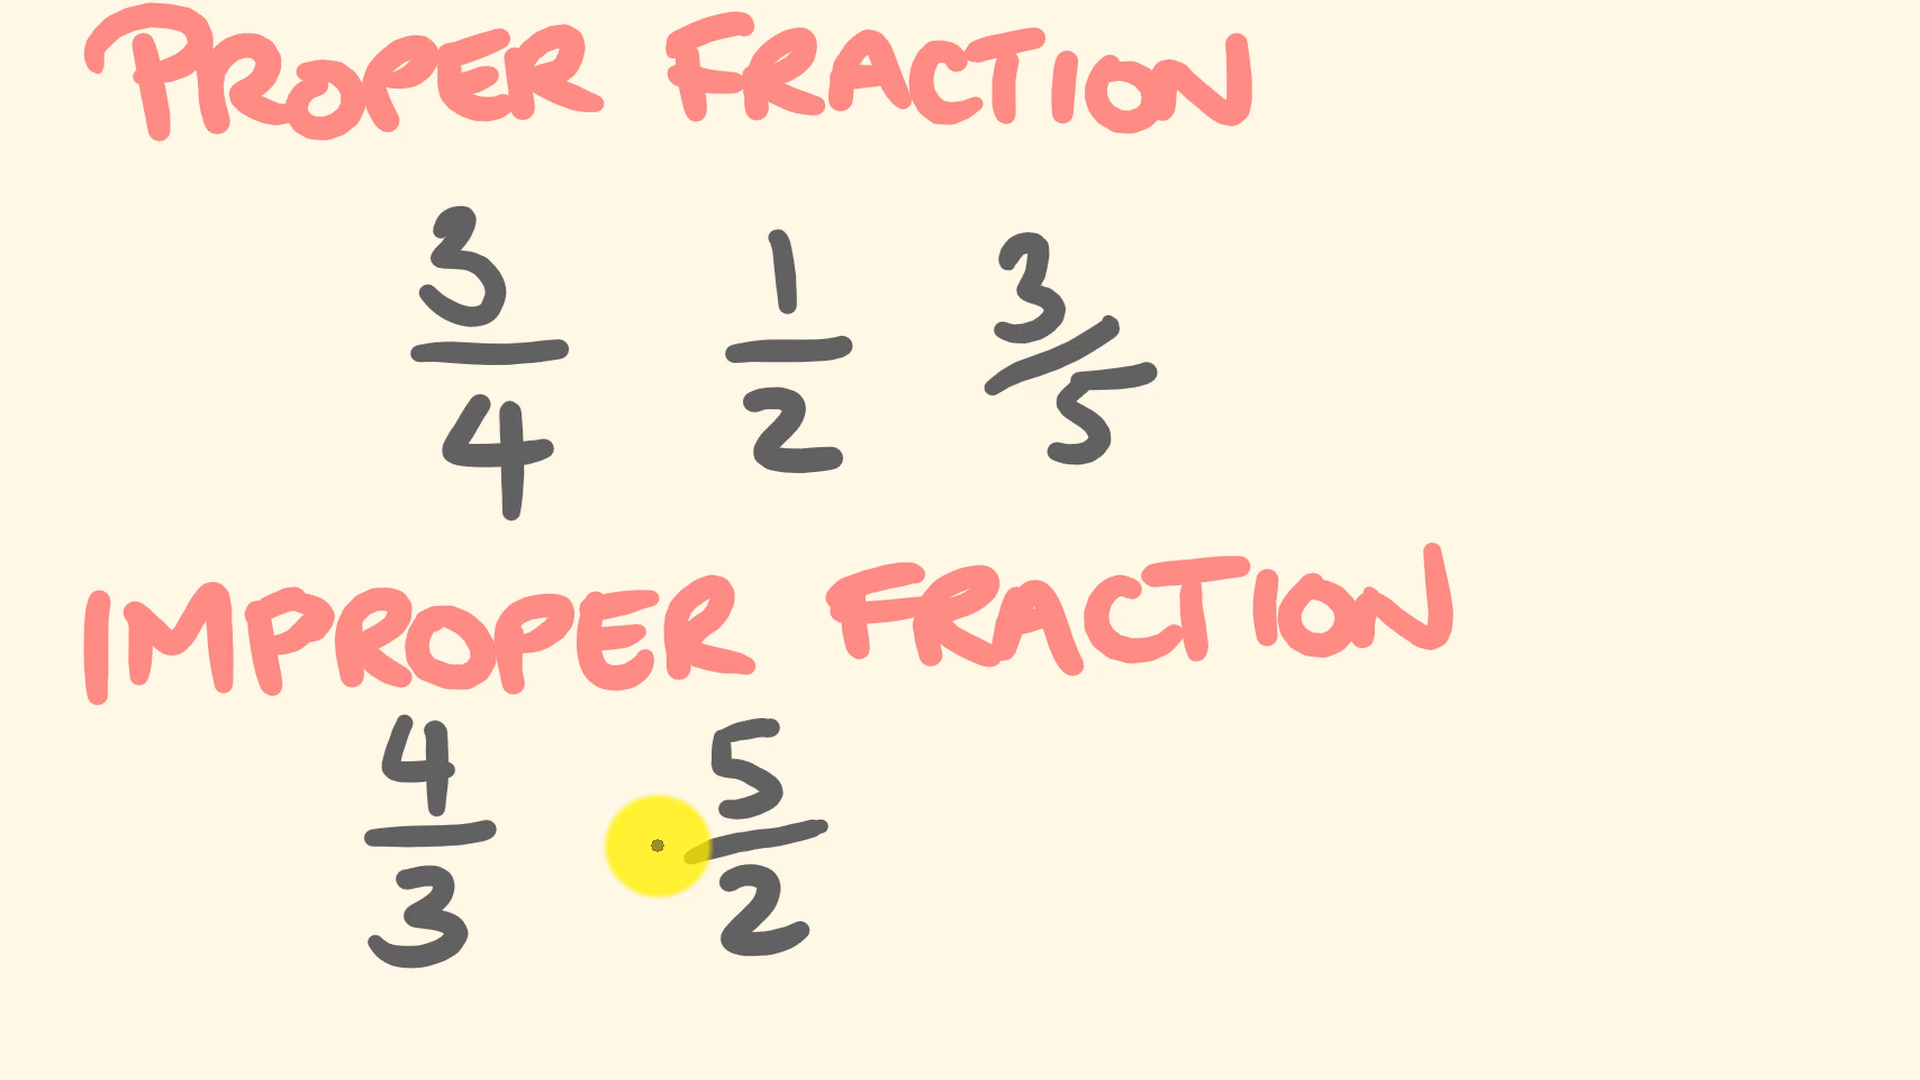 PROPER FRACTION
3/4 1/2 3/5
IMPROPER FRACTION
4/3 5/2